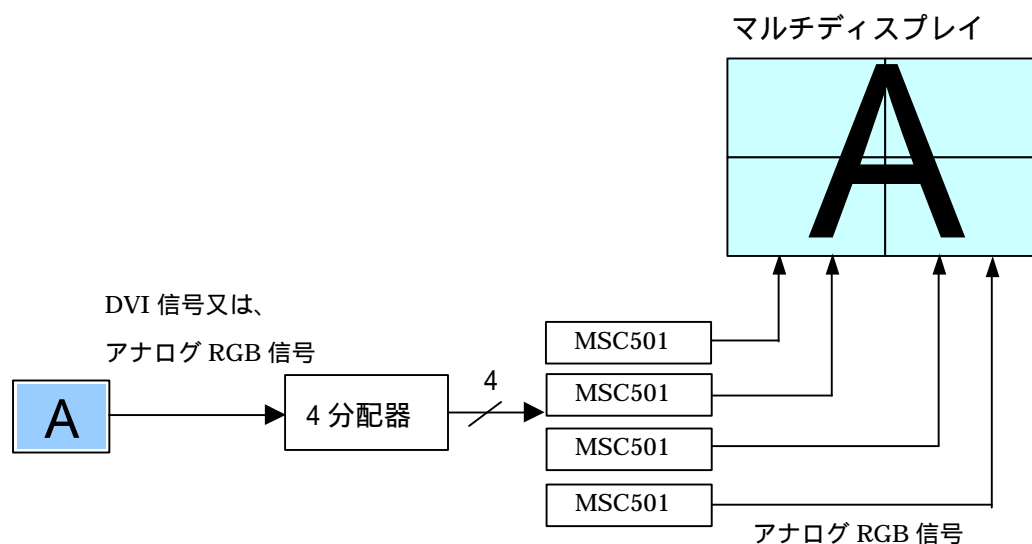 マルチディスプレイ
A
DVI 信号又は、
アナログ RGB 信号
A
4 分配器
4
MSC501
MSC501
MSC501
MSC501
アナログ RGB 信号